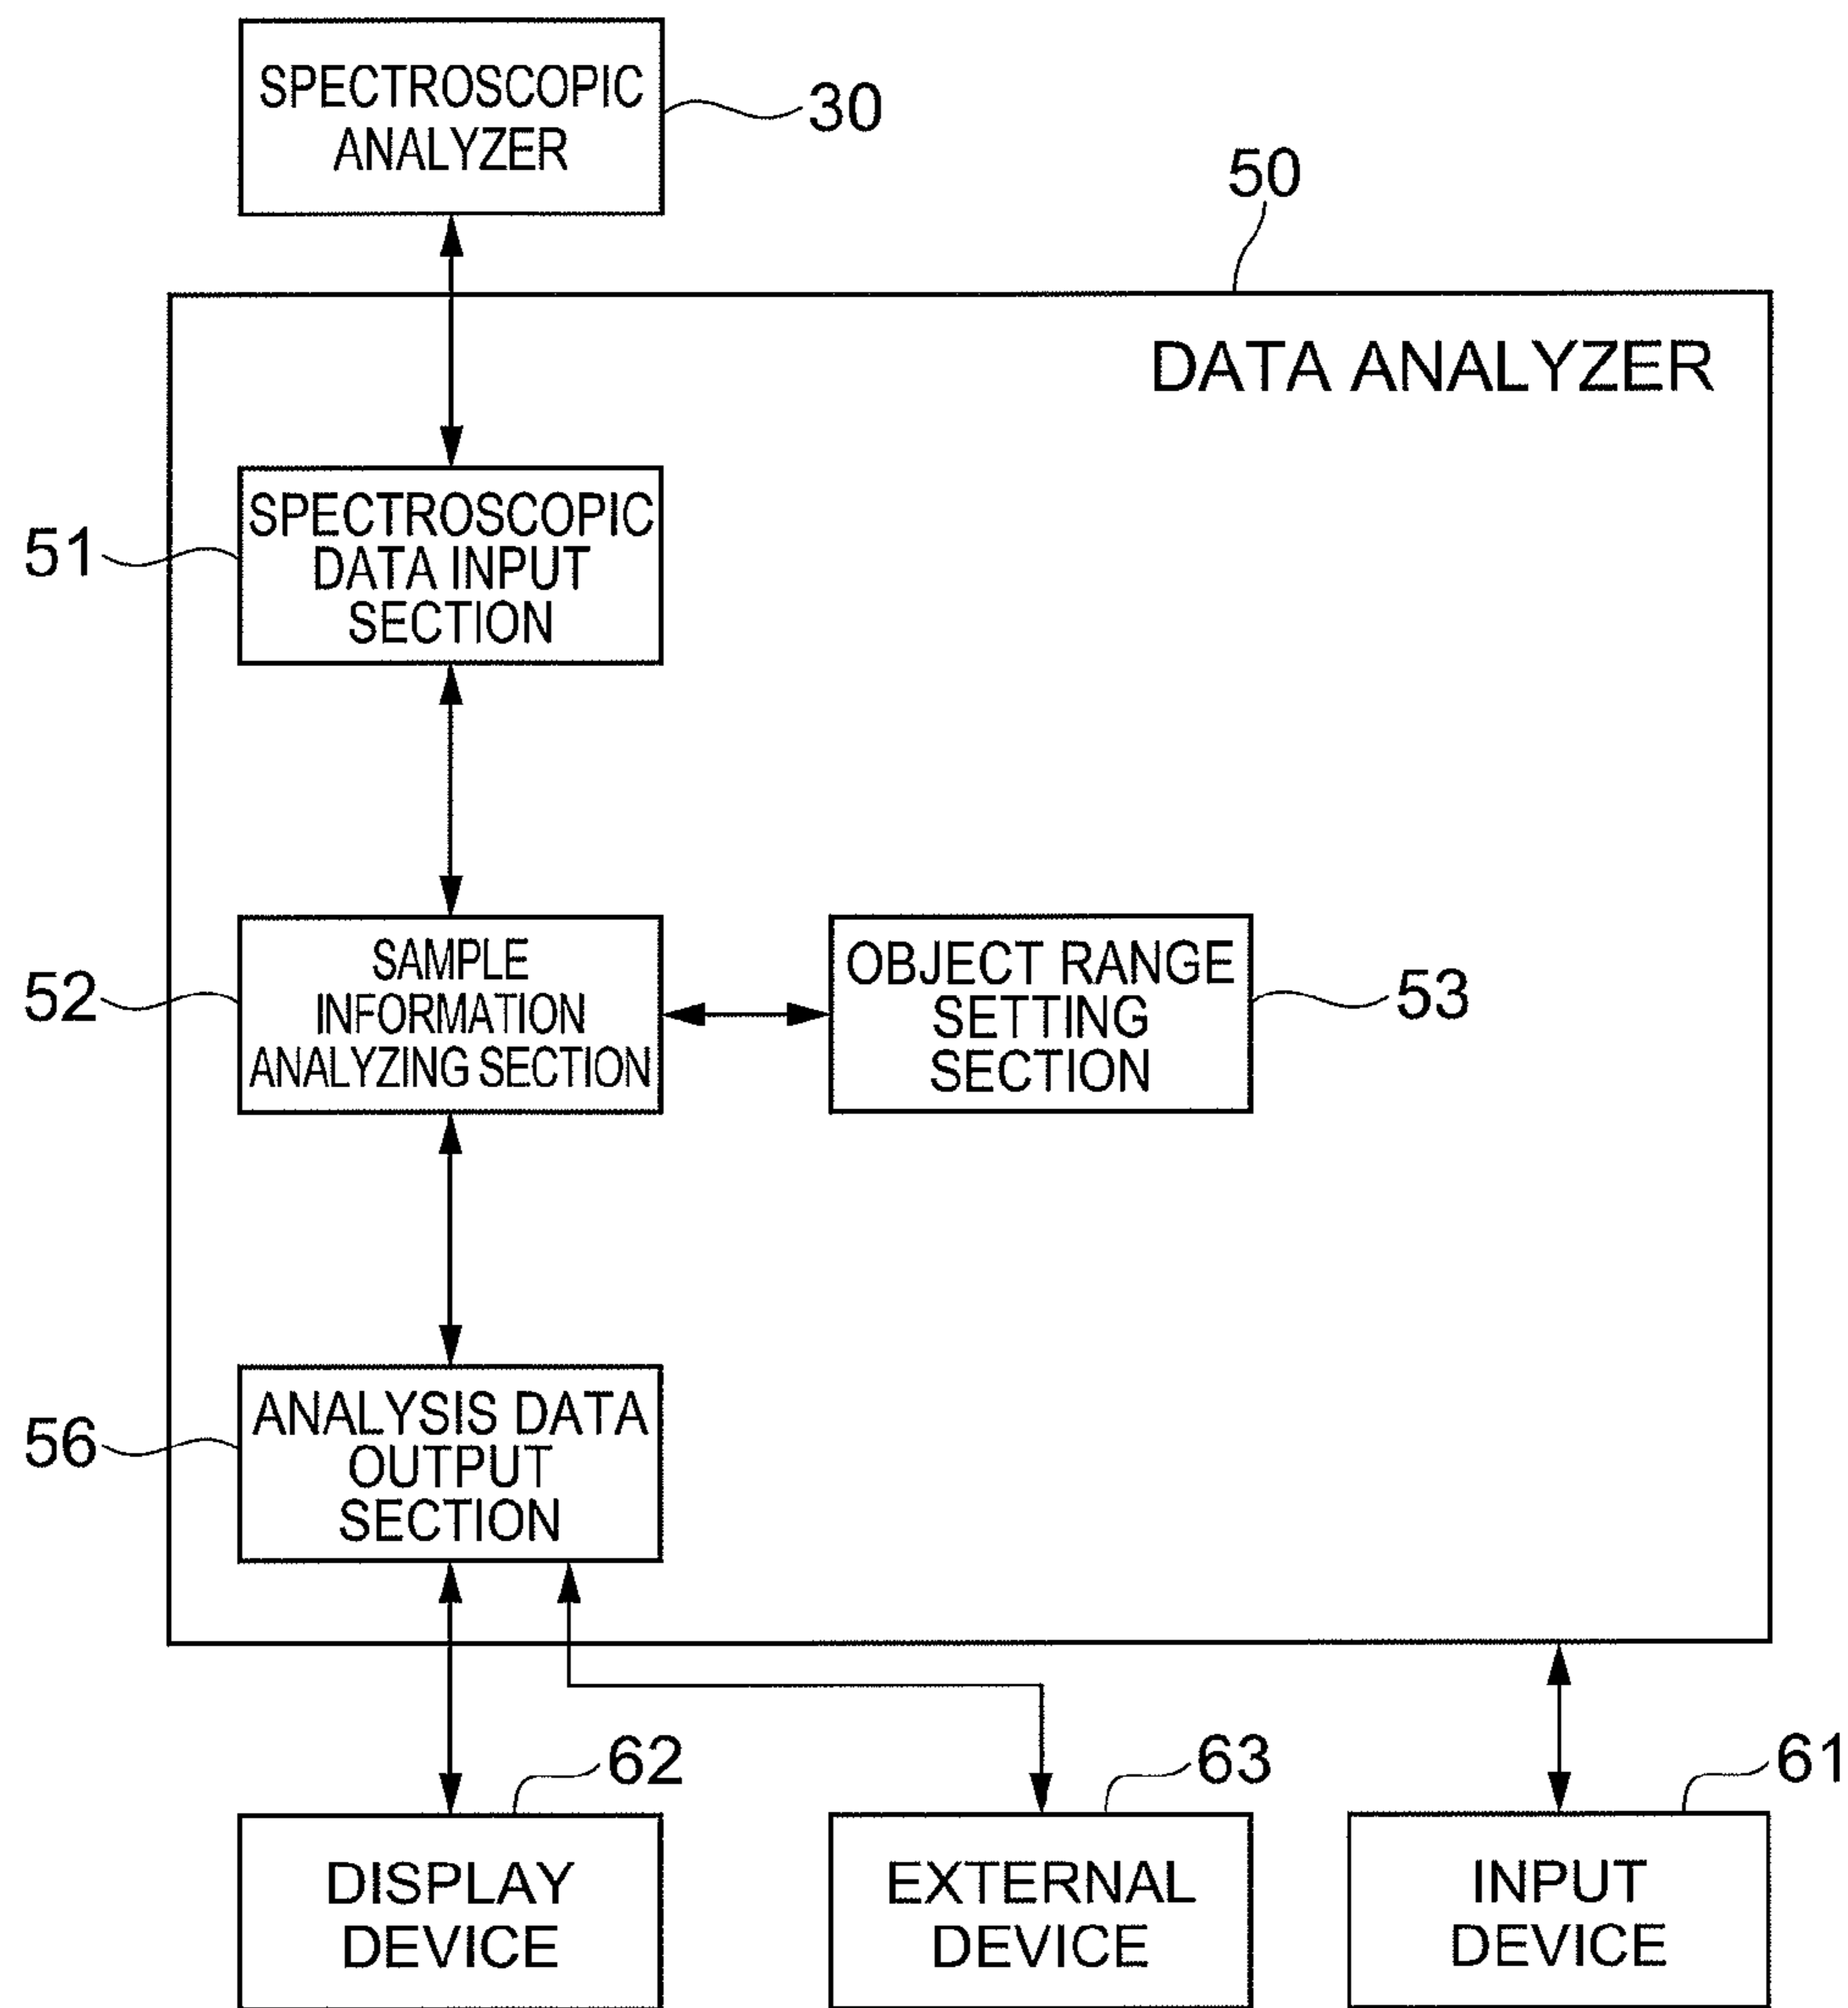 SPECTROSCOPIC
ANALYZER
30
50
DATA ANALYZER
51
SPECTROSCOPIC
DATA INPUT
SECTION
52
SAMPLE
INFORMATION
ANALYZING SECTION
OBJECT RANGE
SETTING
SECTION
53
56
ANALYSIS DATA
OUTPUT
SECTION
62
63
61
DISPLAY
DEVICE
EXTERNAL
DEVICE
INPUT
DEVICE